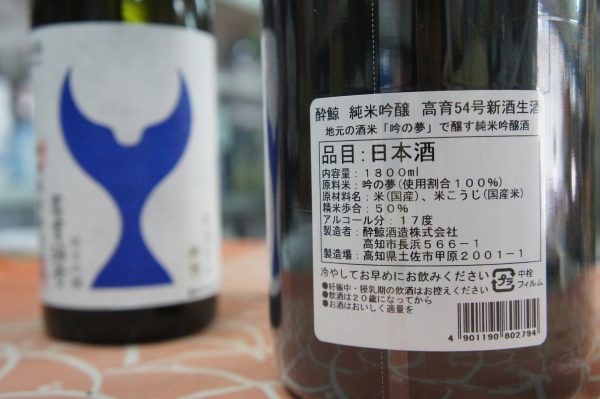 酔鯨 純米吟醸 高育54号新酒生酒
地元の酒米「吟の夢」で醸す純米吟醸酒
品目:日本酒
内容量:1800ml
原料米:吟の夢(使用割合100%)
原材料名:米(国産)、米こうじ(国産米)
精米歩合:50%
アルコール分:17度
製造者:酔鯨酒造株式会社
高知市長浜566-1
製造場:高知県土佐市甲原2001-1
冷やしてお早めにお飲みください
●妊娠中・授乳期の飲酒はお控えください
●飲酒は20歳になってから
●お酒はおいしく適量を
プラ
中栓
フィルム
4 901190 802794